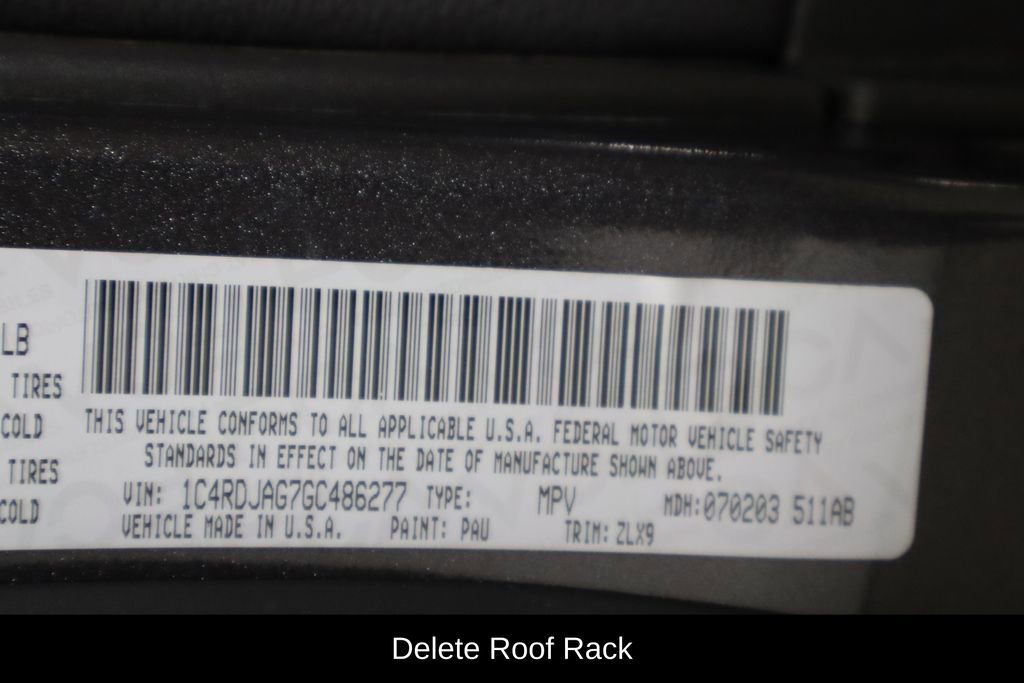 LB
TIRES
COLD
TIRES
COLD
THIS VEHICLE CONFORMS TO ALL APPLICABLE U.S.A. FEDERAL MOTOR VEHICLE SAFETY
STANDARDS IN EFFECT ON THE DATE OF MANUFACTURE SHOWN ABOVE.
VIN: 1C4RDJAG7GC486277 TYPE: MPV MDH:070203 511AB
VEHICLE MADE IN U.S.A. PAINT: PAU TRIM: ZLX9
Delete Roof Rack